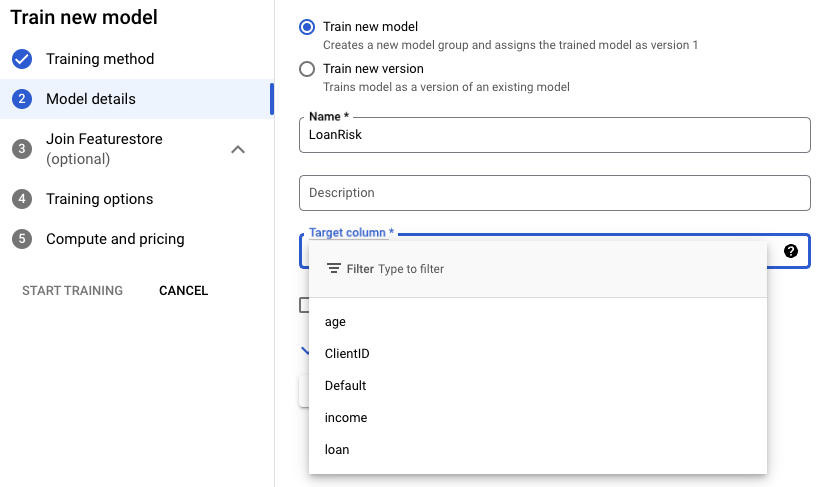 Train new model
Training method
2
Model details
3
Join Featurestore
(optional)
4
Training options
5
Compute and pricing
START TRAINING
CANCEL
Train new model
Creates a new model group and assigns the trained model as version 1
Train new version
Trains model as a version of an existing model
Name *
LoanRisk
Description
Target column *
?
Filter Type to filter
age
ClientID
Default
income
loan